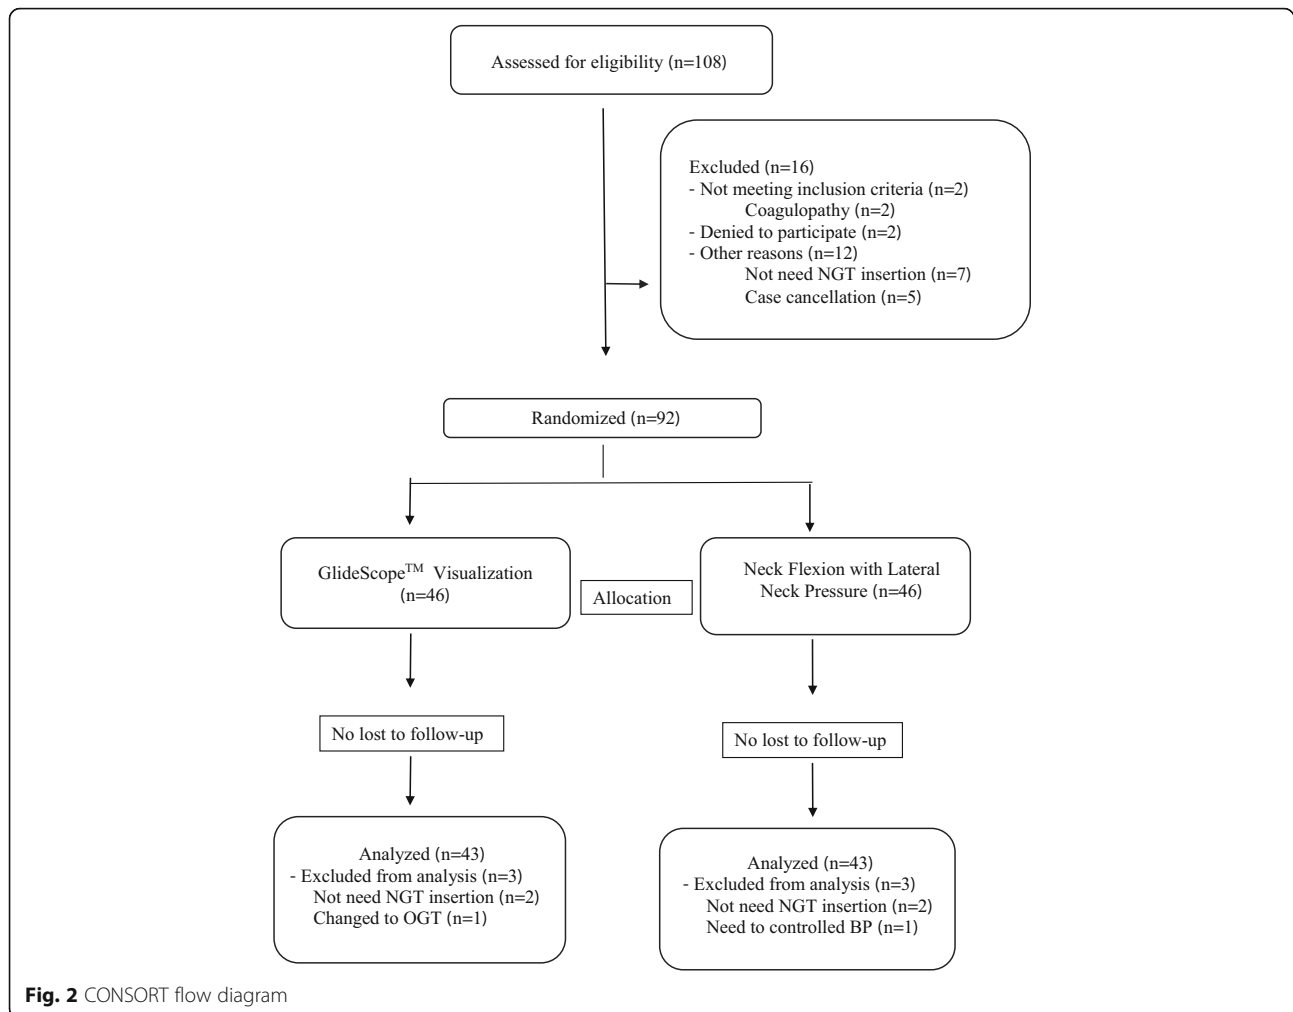 Assessed for eligibility (n=108)
Excluded (n=16)
- Not meeting inclusion criteria (n=2)
Coagulopathy (n=2)
- Denied to participate (n=2)
- Other reasons (n=12)
Not need NGT insertion (n=7)
Case cancellation (n=5)
Randomized (n=92)
GlideScope™ Visualization
(n=46)
Allocation
Neck Flexion with Lateral
Neck Pressure (n=46)
No lost to follow-up
No lost to follow-up
Analyzed (n=43)
- Excluded from analysis (n=3)
Not need NGT insertion (n=2)
Changed to OGT (n=1)
Analyzed (n=43)
- Excluded from analysis (n=3)
Not need NGT insertion (n=2)
Need to controlled BP (n=1)
Fig. 2 CONSORT flow diagram